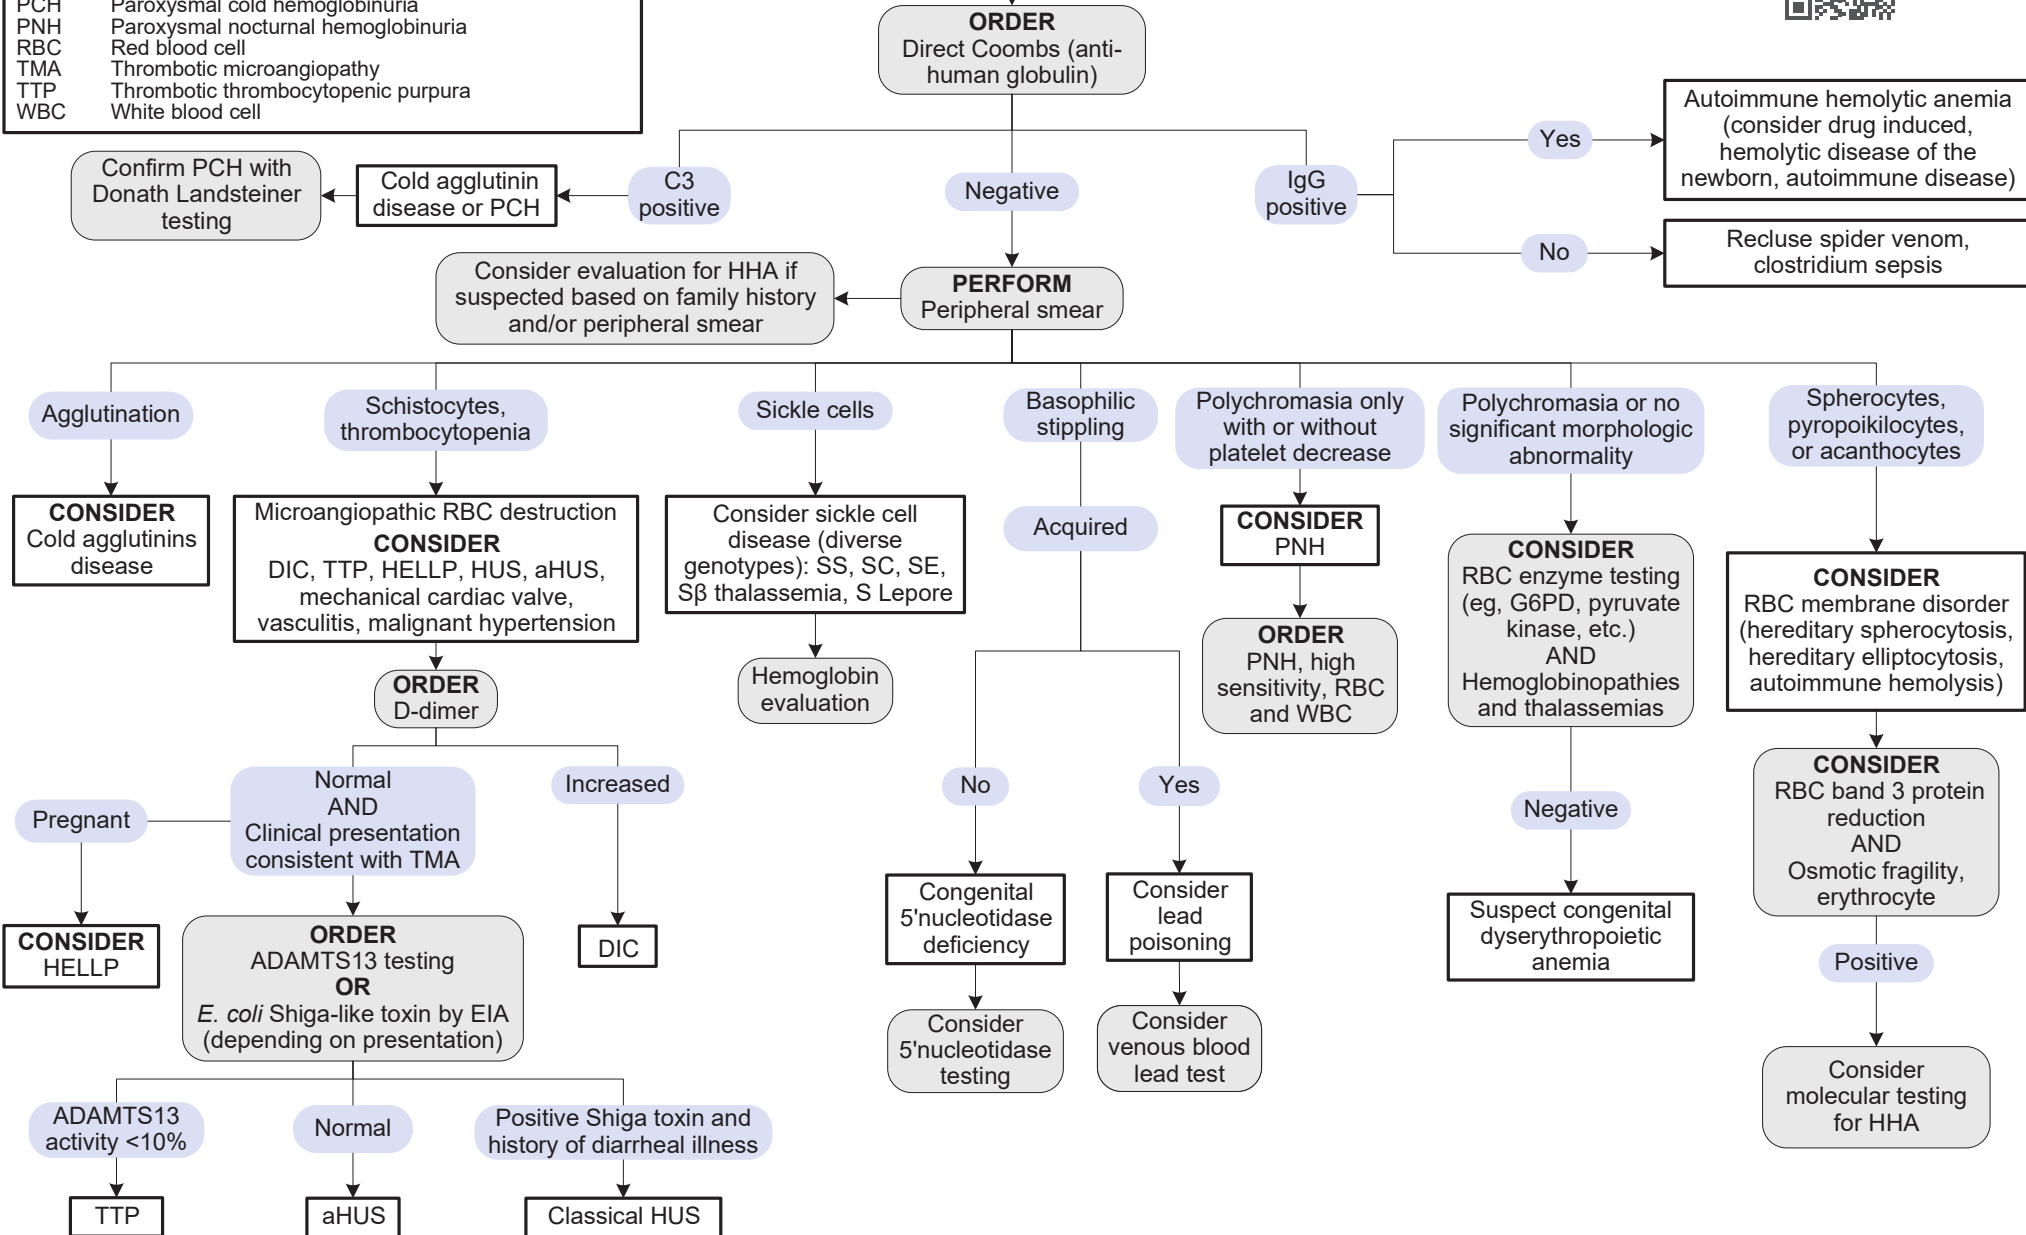 PCH Paroxysmal cold hemoglobinuria
PNH Paroxysmal nocturnal hemoglobinuria
RBC Red blood cell
TMA Thrombotic microangiopathy
TTP Thrombotic thrombocytopenic purpura
WBC White blood cell
ORDER
Direct Coombs (anti-
human globulin)
C3
positive
Cold agglutinin
disease or PCH
Confirm PCH with
Donath Landsteiner
testing
Negative
IgG
positive
Yes
Autoimmune hemolytic anemia
(consider drug induced,
hemolytic disease of the
newborn, autoimmune disease)
No
Recluse spider venom,
clostridium sepsis
PERFORM
Peripheral smear
Consider evaluation for HHA if
suspected based on family history
and/or peripheral smear
Agglutination
CONSIDER
Cold agglutinins
disease
Schistocytes,
thrombocytopenia
Microangiopathic RBC destruction
CONSIDER
DIC, TTP, HELLP, HUS, aHUS,
mechanical cardiac valve,
vasculitis, malignant hypertension
ORDER
D-dimer
Normal
AND
Clinical presentation
consistent with TMA
Increased
DIC
Pregnant
CONSIDER
HELLP
ORDER
ADAMTS13 testing
OR
E. coli Shiga-like toxin by EIA
(depending on presentation)
ADAMTS13
activity <10%
TTP
Normal
aHUS
Positive Shiga toxin and
history of diarrheal illness
Classical HUS
Sickle cells
Consider sickle cell
disease (diverse
genotypes): SS, SC, SE,
Sβ thalassemia, S Lepore
Hemoglobin
evaluation
Basophilic
stippling
Acquired
No
Congenital
5'nucleotidase
deficiency
Consider
5'nucleotidase
testing
Yes
Consider
lead
poisoning
Consider
venous blood
lead test
Polychromasia only
with or without
platelet decrease
CONSIDER
PNH
ORDER
PNH, high
sensitivity, RBC
and WBC
Polychromasia or no
significant morphologic
abnormality
CONSIDER
RBC enzyme testing
(eg, G6PD, pyruvate
kinase, etc.)
AND
Hemoglobinopathies
and thalassemias
Negative
Suspect congenital
dyserythropoietic
anemia
Spherocytes,
pyropoikilocytes,
or acanthocytes
CONSIDER
RBC membrane disorder
(hereditary spherocytosis,
hereditary elliptocytosis,
autoimmune hemolysis)
CONSIDER
RBC band 3 protein
reduction
AND
Osmotic fragility,
erythrocyte
Positive
Consider
molecular testing
for HHA